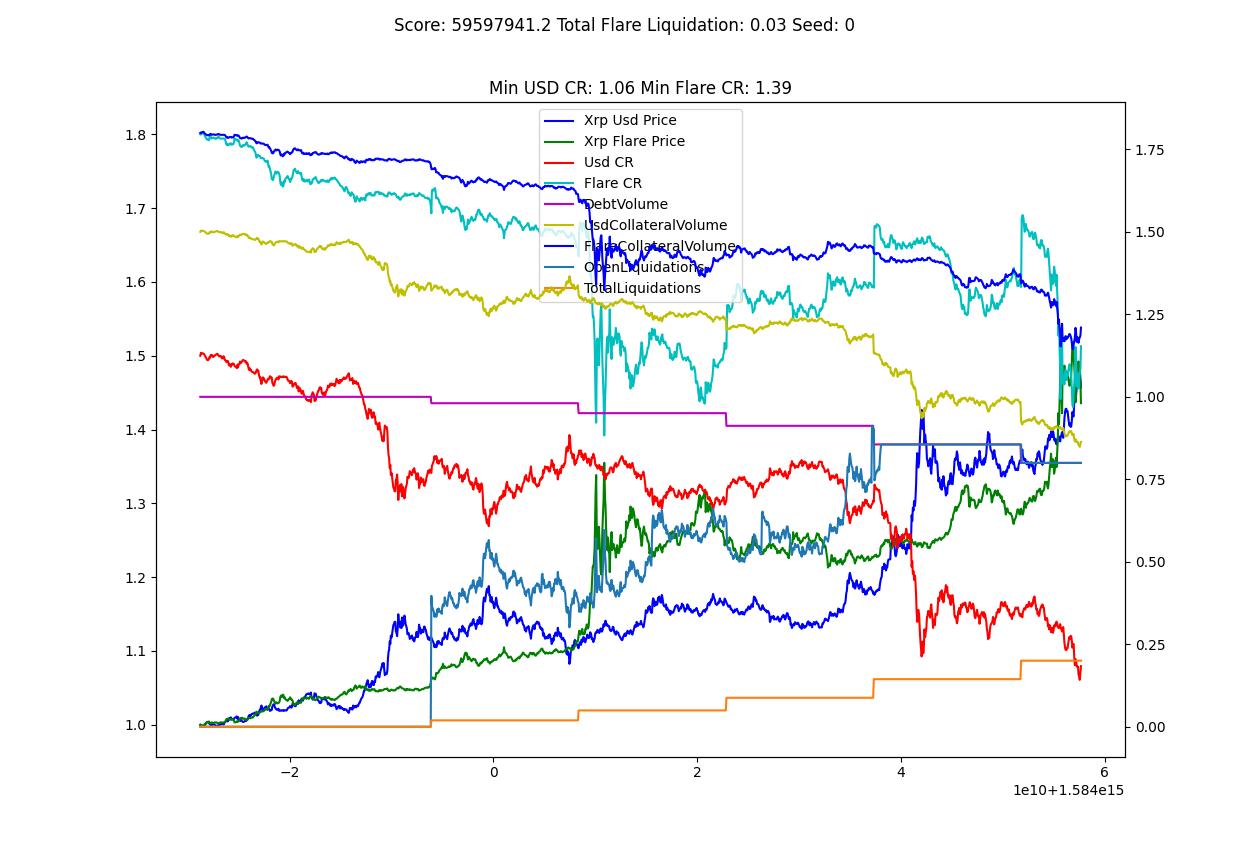 Score: 59597941.2 Total Flare Liquidation: 0.03 Seed: 0
Min USD CR: 1.06 Min Flare CR: 1.39
Xrp Usd Price
Xrp Flare Price
Usd CR
Flare CR
DebtVolume
UsdCollateralVolume
FlareCollateralVolume
OpenLiquidations
TotalLiquidations
1.8
1.7
1.6
1.5
1.4
1.3
1.2
1.1
1.0
1.75
1.50
1.25
1.00
0.75
0.50
0.25
0.00
−2 0 2 4 6
1e10+1.584e15